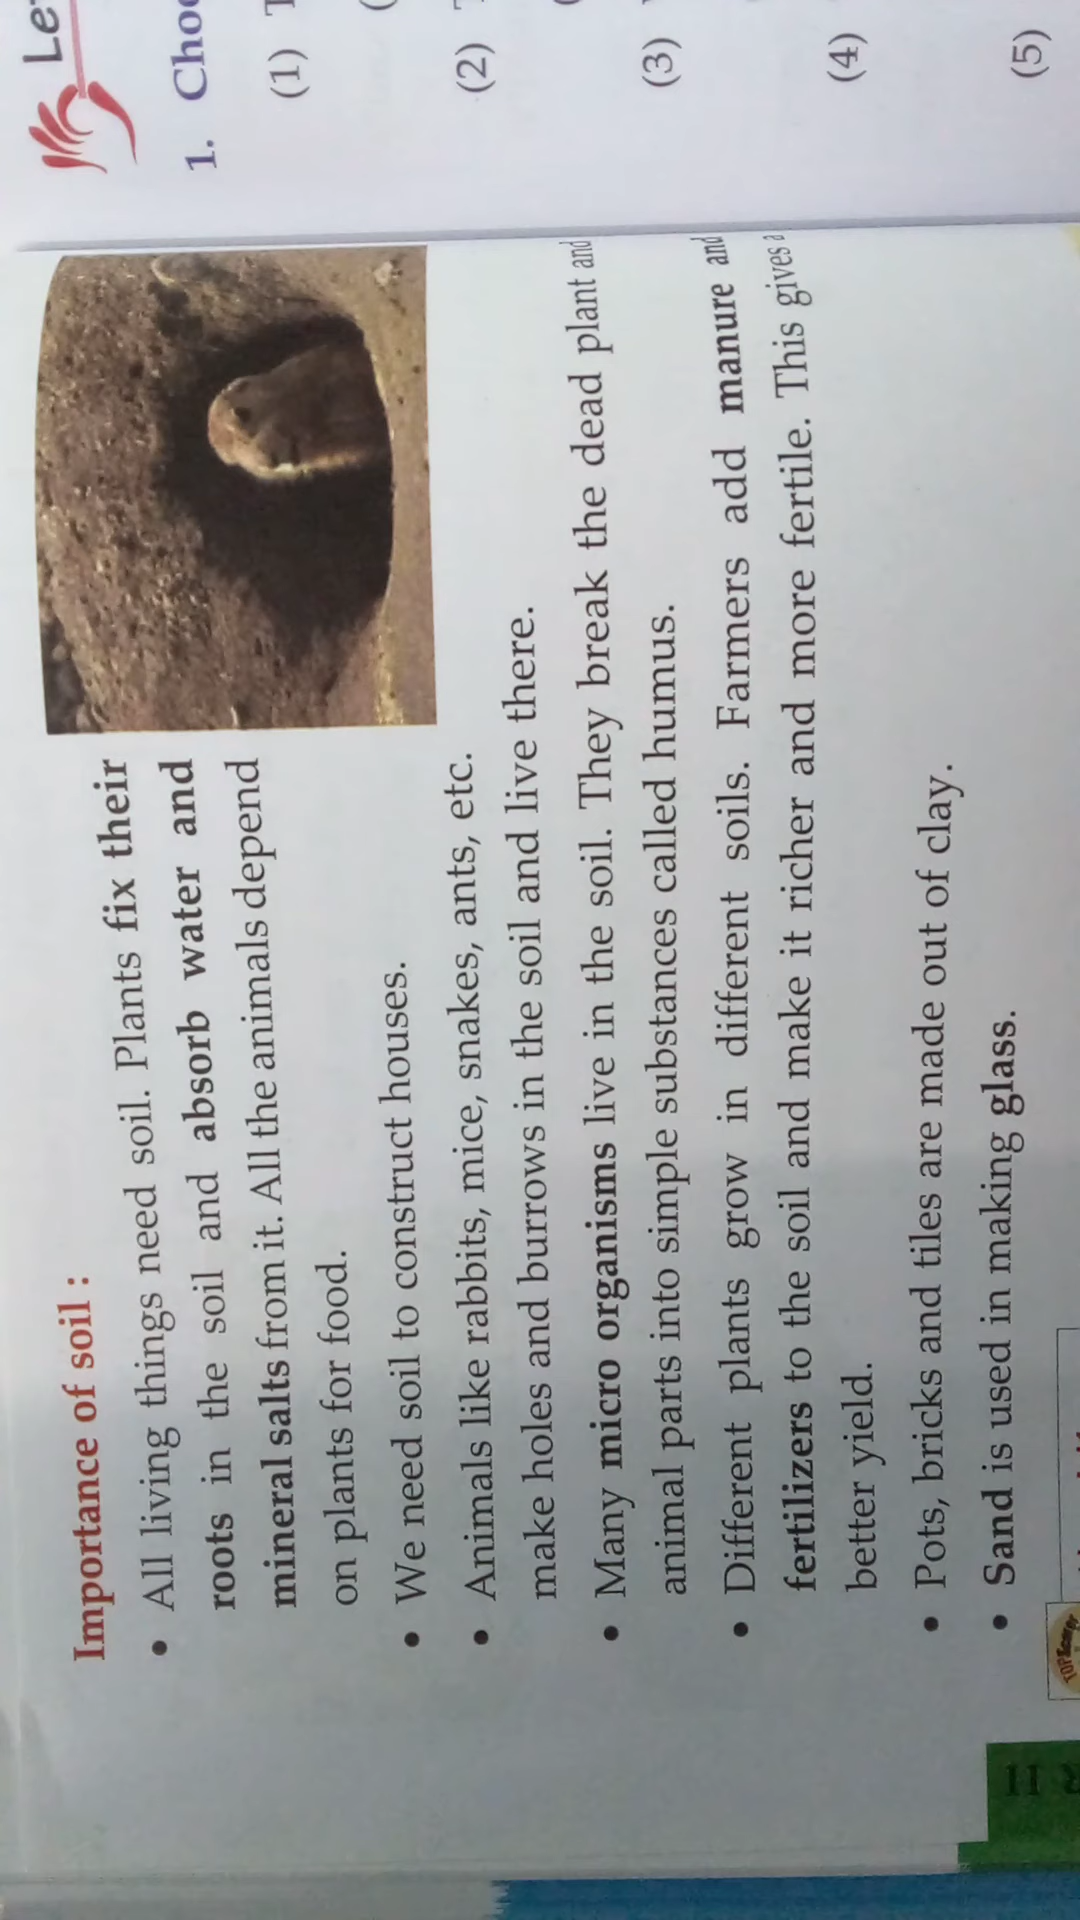 Importance of soil :
• All living things need soil. Plants fix their
roots in the soil and absorb water and
mineral salts from it. All the animals depend
on plants for food.
• We need soil to construct houses.
• Animals like rabbits, mice, snakes, ants, etc.
make holes and burrows in the soil and live there.
• Many micro organisms live in the soil. They break the dead plant and
animal parts into simple substances called humus.
• Different plants grow in different soils. Farmers add manure and
fertilizers to the soil and make it richer and more fertile. This gives a
better yield.
• Pots, bricks and tiles are made out of clay.
• Sand is used in making glass.
TOPScorer
R 11
Le
1. Choo
(1)
(2)
(3)
(4)
(5)